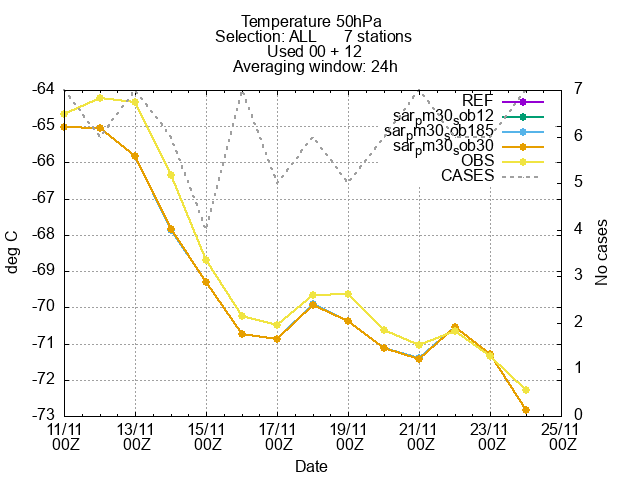 Temperature 50hPa
Selection: ALL 7 stations
Used 00 + 12
Averaging window: 24h
-64
-65
-66
-67
-68
-69
-70
-71
-72
-73
deg C
7
6
5
4
3
2
1
0
No cases
REF
sarpm30sob12
sarpm30sob185
sarpm30sob30
OBS
CASES
11/11 13/11 15/11 17/11 19/11 21/11 23/11 25/11
00Z 00Z 00Z 00Z 00Z 00Z 00Z 00Z
Date